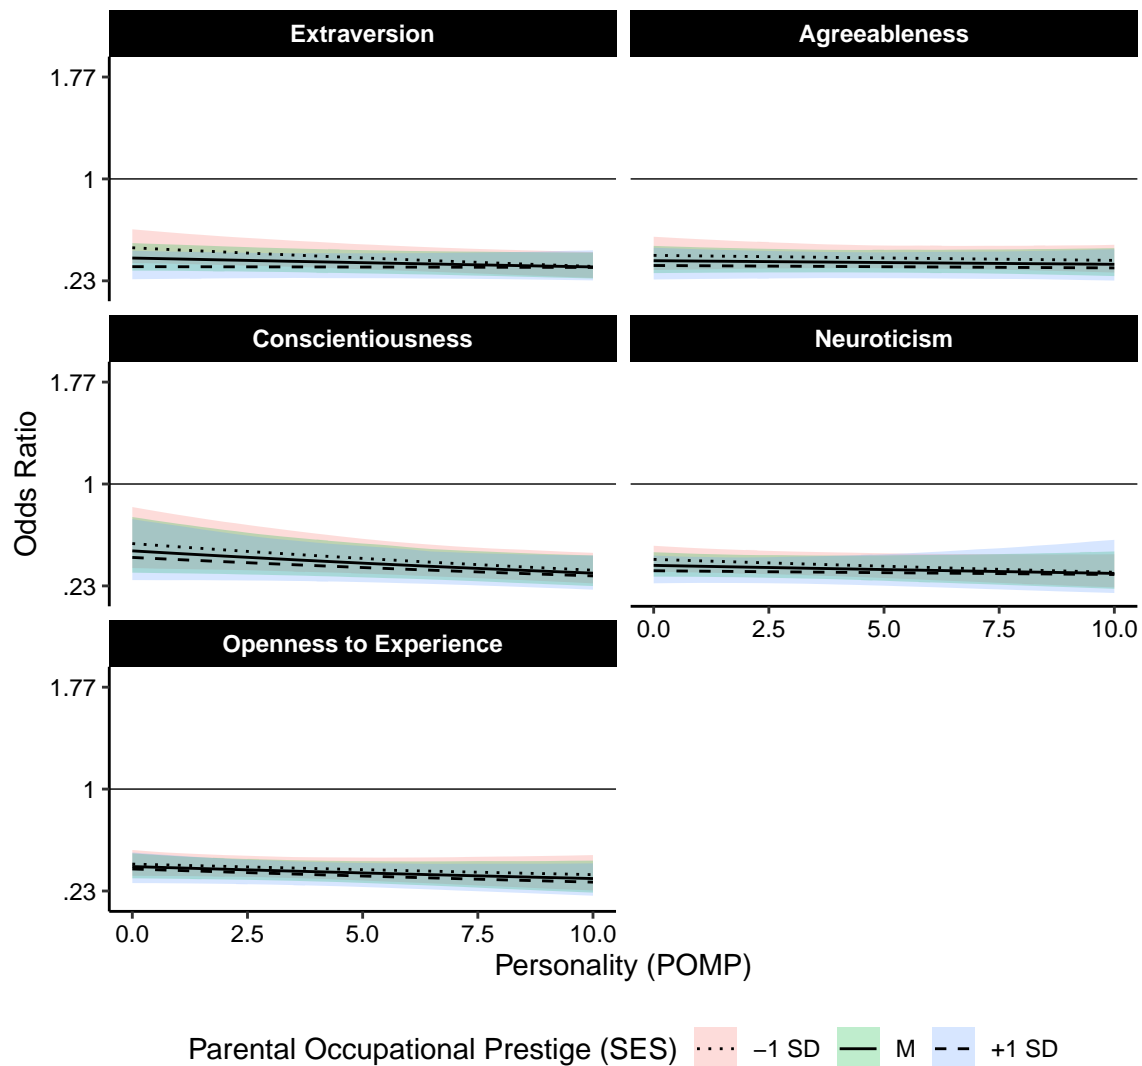 Extraversion Agreeableness
1.77
1
.23
Conscientiousness Neuroticism
1.77
1
.23
0.0 2.5 5.0 7.5 10.0
Openness to Experience
1.77
1
.23
0.0 2.5 5.0 7.5 10.0
Odds Ratio
Personality (POMP)
Parental Occupational Prestige (SES) −1 SD M +1 SD